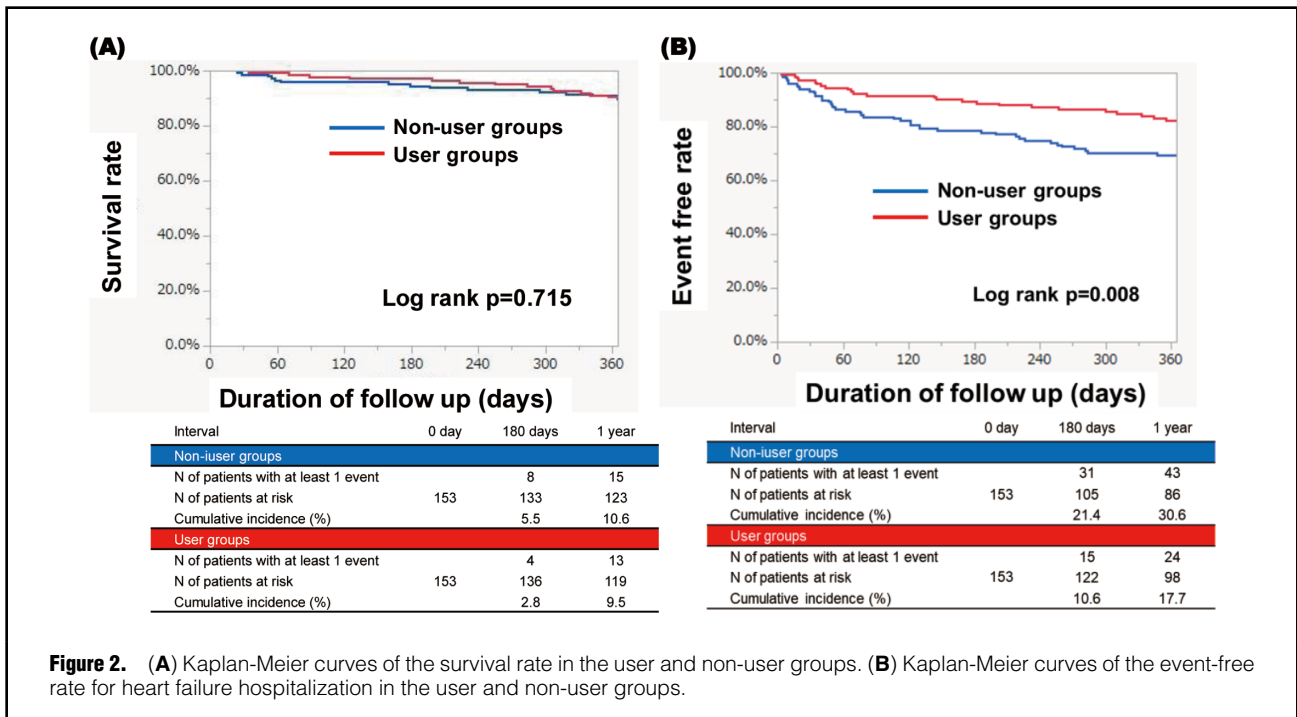 (A)
100.0%
80.0%
60.0%
40.0%
20.0%
0.0%
Survival rate
Non-user groups
User groups
Log rank p=0.715
0 60 120 180 240 300 360
Duration of follow up (days)
Interval 0 day 180 days 1 year
Non-iuser groups
N of patients with at least 1 event 8 15
N of patients at risk 153 133 123
Cumulative incidence (%) 5.5 10.6
User groups
N of patients with at least 1 event 4 13
N of patients at risk 153 136 119
Cumulative incidence (%) 2.8 9.5
(B)
100.0%
80.0%
60.0%
40.0%
20.0%
0.0%
Event free rate
Non-user groups
User groups
Log rank p=0.008
0 60 120 180 240 300 360
Duration of follow up (days)
Interval 0 day 180 days 1 year
Non-iuser groups
N of patients with at least 1 event 31 43
N of patients at risk 153 105 86
Cumulative incidence (%) 21.4 30.6
User groups
N of patients with at least 1 event 15 24
N of patients at risk 153 122 98
Cumulative incidence (%) 10.6 17.7
Figure 2. (A) Kaplan-Meier curves of the survival rate in the user and non-user groups. (B) Kaplan-Meier curves of the event-free
rate for heart failure hospitalization in the user and non-user groups.